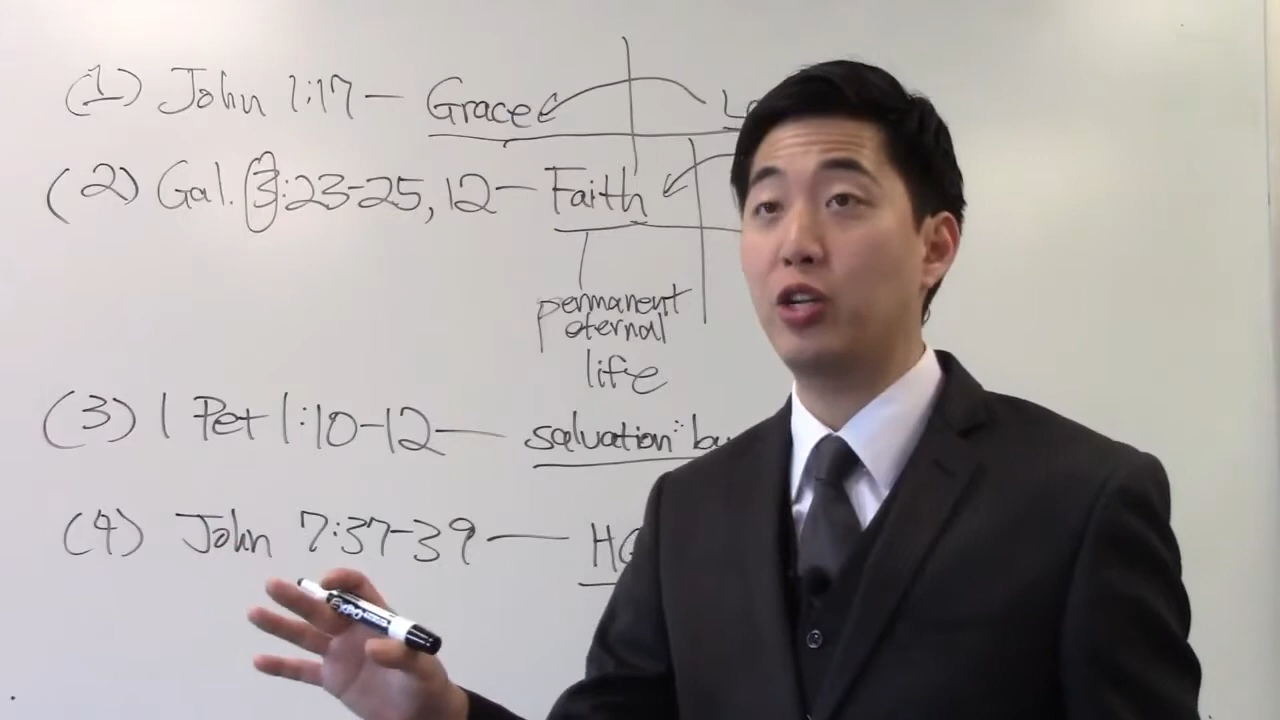 (1) John 1:17 — Grace
(2) Gal. 3:23-25, 12 — Faith
permanent
eternal
life
(3) 1 Pet 1:10-12 — salvation
(4) John 7:37-39 —